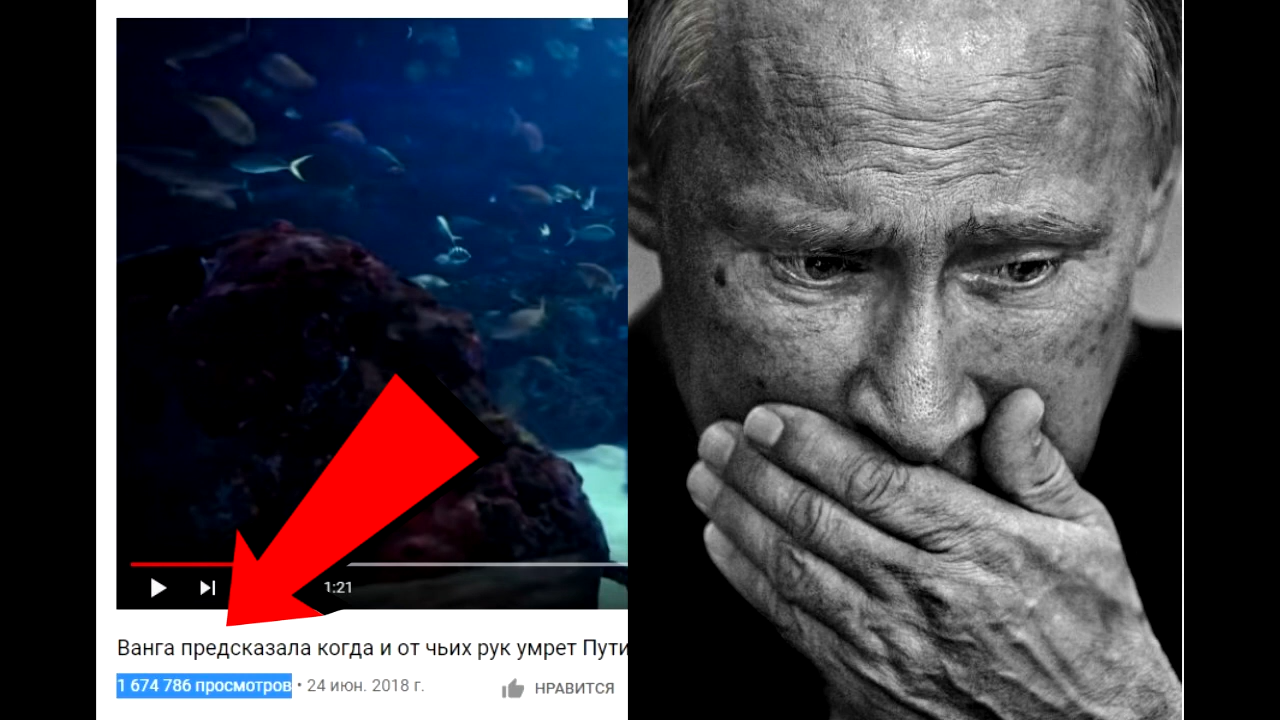 1:21
Ванга предсказала когда и от чьих рук умрет Пути
1 674 786 просмотров • 24 июн. 2018 г.
НРАВИТСЯ